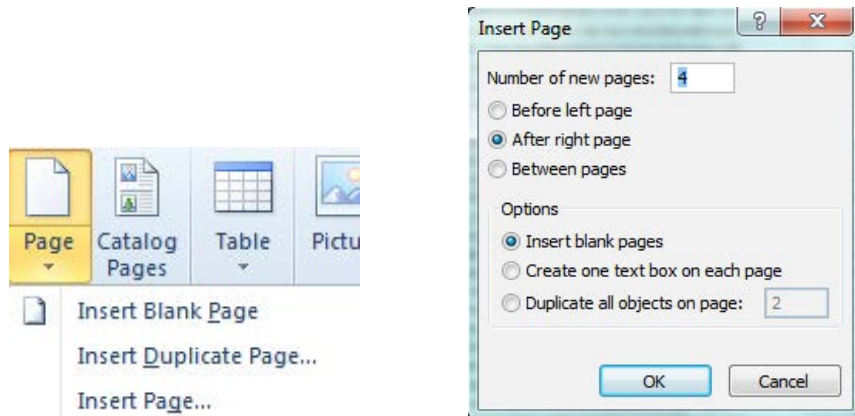 Page
Catalog
Pages
Table
Pictu
Insert Blank Page
Insert Duplicate Page...
Insert Page...
Insert Page
Number of new pages: 4
Before left page
After right page
Between pages
Options
Insert blank pages
Create one text box on each page
Duplicate all objects on page: 2
OK Cancel